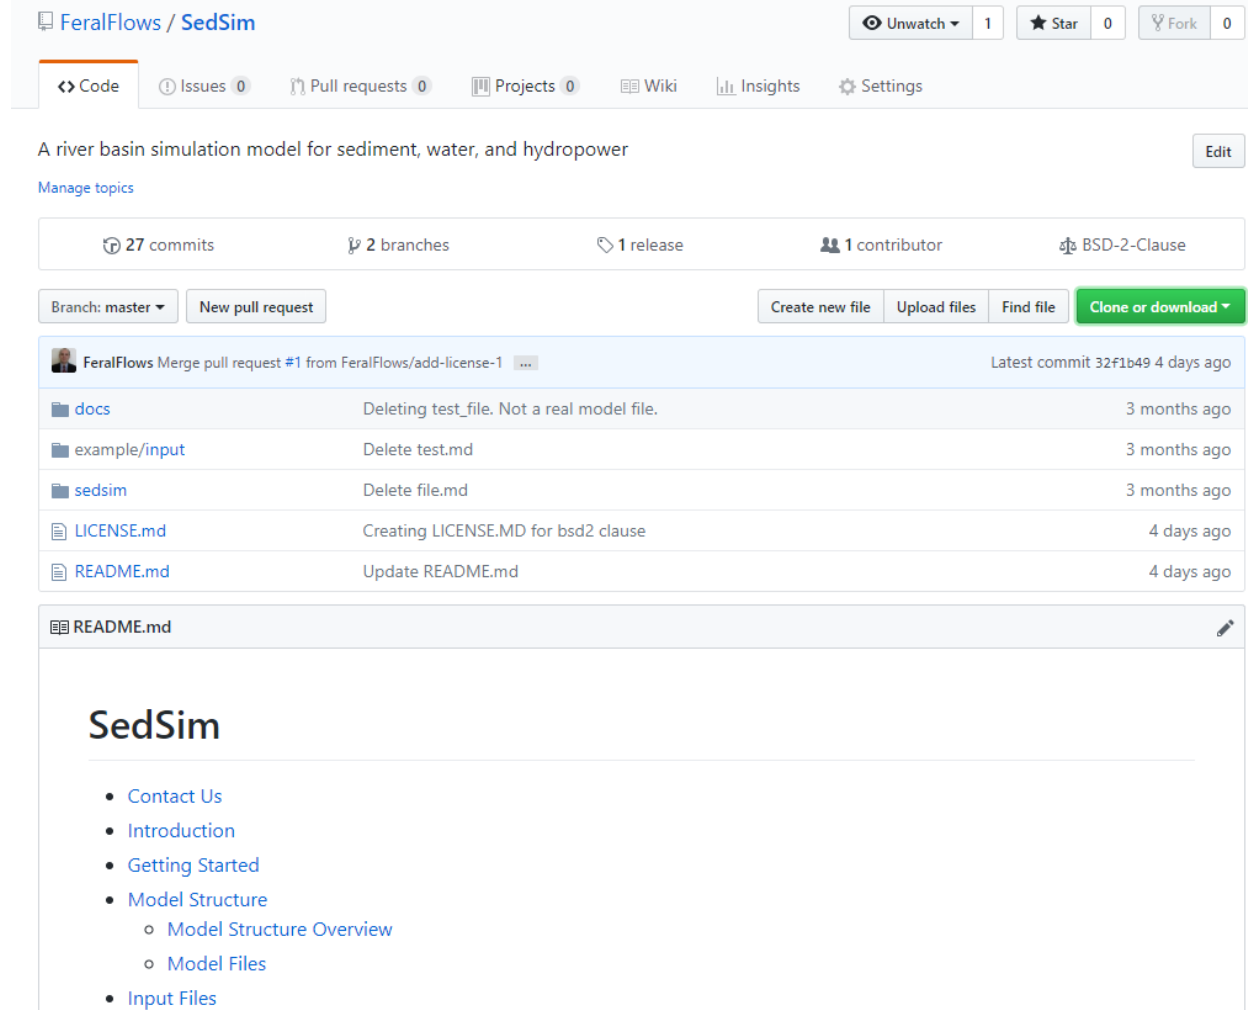 FeralFlows / SedSim Unwatch 1 Star 0 Fork 0
Code Issues 0 Pull requests 0 Projects 0 Wiki Insights Settings
A river basin simulation model for sediment, water, and hydropower Edit
Manage topics
27 commits 2 branches 1 release 1 contributor BSD-2-Clause
Branch: master New pull request Create new file Upload files Find file Clone or download
FeralFlows Merge pull request #1 from FeralFlows/add-license-1 ... Latest commit 32f1b49 4 days ago
docs Deleting test_file. Not a real model file. 3 months ago
example/input Delete test.md 3 months ago
sedsim Delete file.md 3 months ago
LICENSE.md Creating LICENSE.MD for bsd2 clause 4 days ago
README.md Update README.md 4 days ago
README.md
SedSim
• Contact Us
• Introduction
• Getting Started
• Model Structure
◦ Model Structure Overview
◦ Model Files
• Input Files